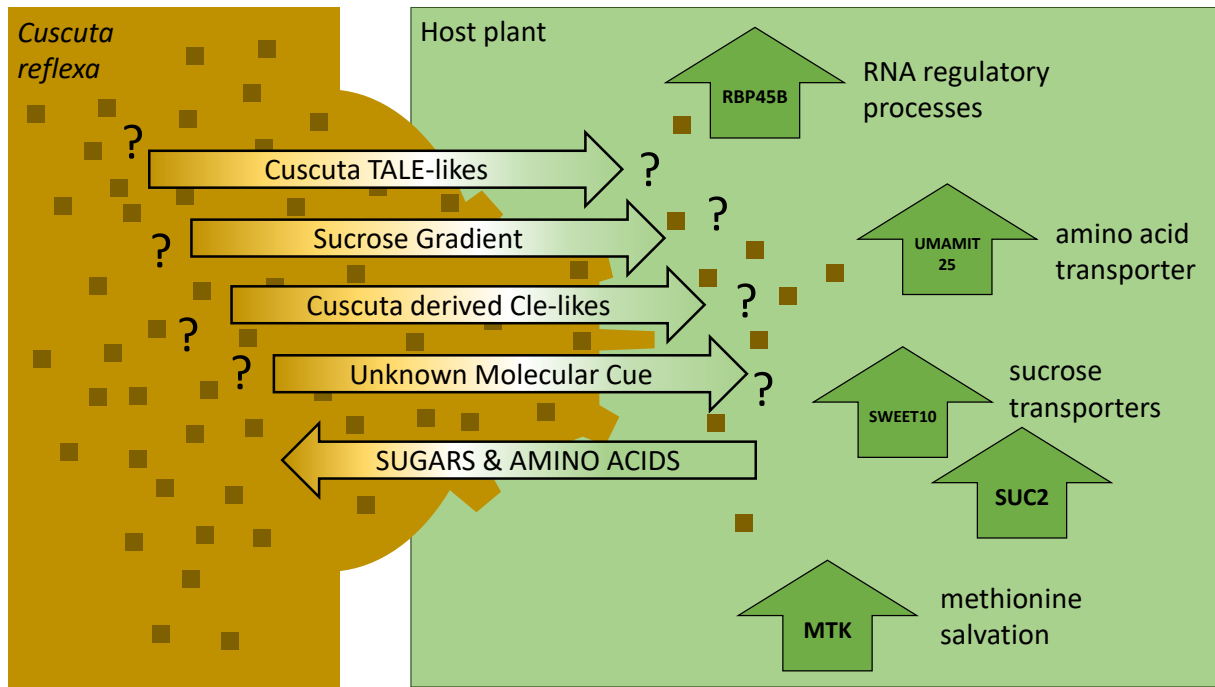 Cuscuta
reflexa
Host plant
RBP45B
RNA regulatory
processes
?
Cuscuta TALE-likes
?
?
Sucrose Gradient
?
UMAMIT
25
amino acid
transporter
?
Cuscuta derived Cle-likes
?
?
Unknown Molecular Cue
?
SWEET10
sucrose
transporters
SUGARS & AMINO ACIDS
SUC2
MTK
methionine
salvation